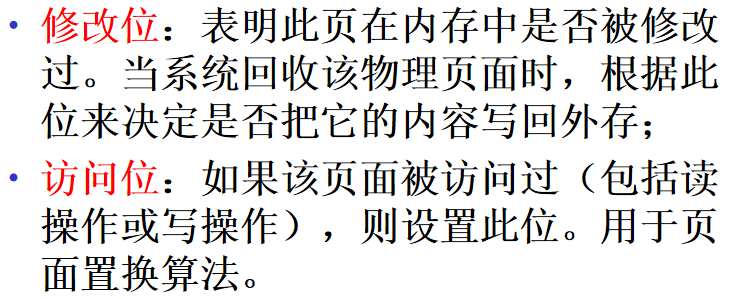 • 修改位：表明此页在内存中是否被修改
过。当系统回收该物理页面时，根据此
位来决定是否把它的内容写回外存；
• 访问位：如果该页面被访问过（包括读
操作或写操作），则设置此位。用于页
面置换算法。